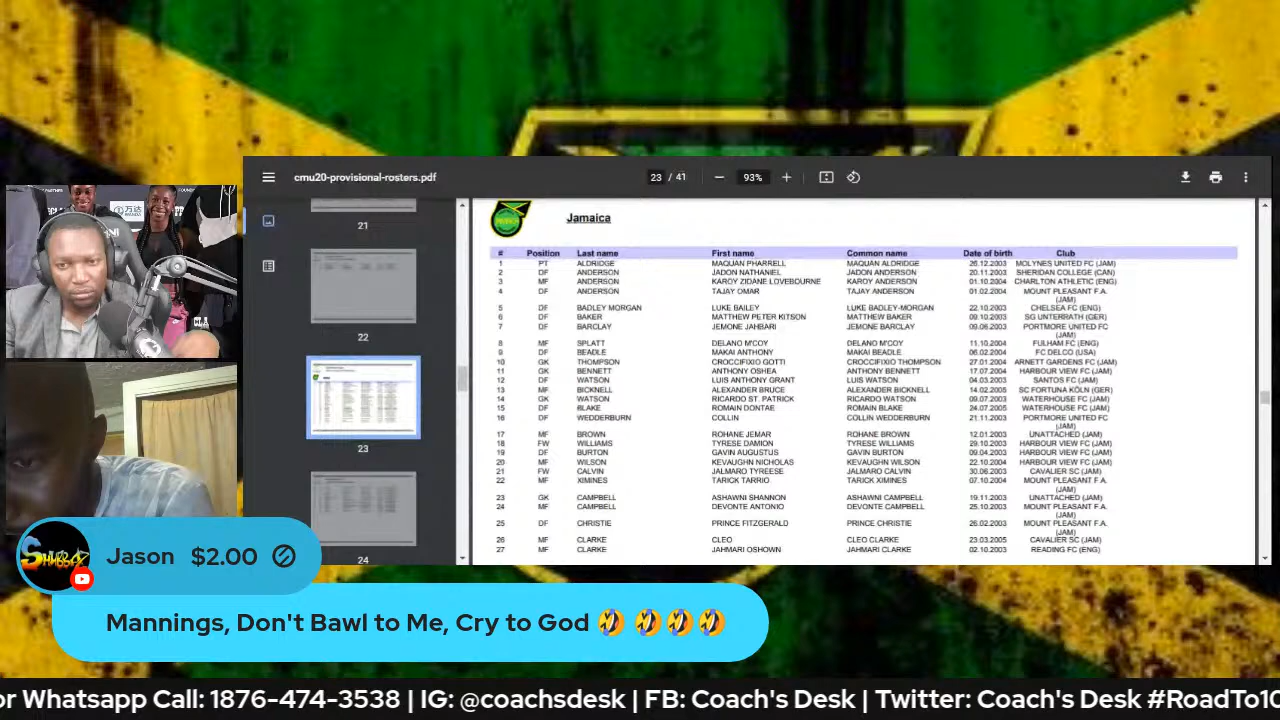 cmu20-provisional-rosters.pdf
23 / 41
93%
21
22
23
24
Jamaica
# Position Last name First name Common name Date of birth Club
1 PT ALDRIDGE MAQUAN PHARRELL MAQUAN ALDRIDGE 26.12.2003 MOLYNES UNITED FC (JAM)
2 DF ANDERSON JADON NATHANIEL JADON ANDERSON 20.11.2003 SHERIDAN COLLEGE (CAN)
3 MF ANDERSON KAROY ZIDANE LOVEBOURNE KAROY ANDERSON 01.10.2004 CHARLTON ATHLETIC (ENG)
4 DF ANDERSON TAJAY OMAR TAJAY ANDERSON 01.02.2004 MOUNT PLEASANT F.A.
(JAM)
5 DF BADLEY MORGAN LUKE BAILEY LUKE BADLEY-MORGAN 22.10.2003 CHELSEA FC (ENG)
6 DF BAKER MATTHEW PETER KITSON MATTHEW BAKER 09.10.2003 SG UNTERRATH (GER)
7 DF BARCLAY JEMONE JAHBARI JEMONE BARCLAY 09.06.2003 PORTMORE UNITED FC
(JAM)
8 MF SPLATT DELANO M'COY DELANO M'COY 11.10.2004 FULHAM FC (ENG)
9 DF BEADLE MAKAI ANTHONY MAKAI BEADLE 06.02.2004 FC DELCO (USA)
10 GK THOMPSON CROCCIFIXIO GOTTI CROCCIFIXO THOMPSON 27.01.2004 ARNETT GARDENS FC (JAM)
11 GK BENNETT ANTHONY OSHEA ANTHONY BENNETT 17.07.2004 HARBOUR VIEW FC (JAM)
12 DF WATSON LUIS ANTHONY GRANT LUIS WATSON 04.03.2003 SANTOS FC (JAM)
13 MF BICKNELL ALEXANDER BRUCE ALEXANDER BICKNELL 14.02.2005 SC FORTUNA KÖLN (GER)
14 GK WATSON RICARDO ST. PATRICK RICARDO WATSON 09.07.2003 WATERHOUSE FC (JAM)
15 DF BLAKE ROMAIN DONTAE ROMAIN BLAKE 24.07.2005 WATERHOUSE FC (JAM)
16 DF WEDDERBURN COLLIN COLLIN WEDDERBURN 21.11.2003 PORTMORE UNITED FC
(JAM)
17 MF BROWN ROHANE JEMAR ROHANE BROWN 12.01.2003 UNATTACHED (JAM)
18 FW WILLIAMS TYRESE DAMION TYRESE WILLIAMS 29.10.2003 HARBOUR VIEW FC (JAM)
19 DF BURTON GAVIN AUGUSTUS GAVIN BURTON 09.04.2003 HARBOUR VIEW FC (JAM)
20 MF WILSON KEVAUGHN NICHOLAS KEVAUGHN WILSON 22.10.2003 HARBOUR VIEW FC (JAM)
21 FW CALVIN JALMARO TYREESE JALMARO CALVIN 30.06.2003 CAVALIER SC (JAM)
22 MF XIMINES TARICK TARRIO TARICK XIMINES 07.10.2004 MOUNT PLEASANT F.A.
(JAM)
23 GK CAMPBELL ASHAWNI SHANNON ASHAWNI CAMPBELL 19.11.2003 UNATTACHED (JAM)
24 MF CAMPBELL DEVONTE ANTONIO DEVONTE CAMPBELL 25.10.2003 MOUNT PLEASANT F.A.
(JAM)
25 DF CHRISTIE PRINCE FITZGERALD PRINCE CHRISTIE 26.02.2003 MOUNT PLEASANT F.A.
(JAM)
26 MF CLARKE CLEO CLEO CLARKE 23.03.2005 CAVALIER SC (JAM)
27 MF CLARKE JAHMARI OSHOWN JAHMARI CLARKE 02.10.2003 READING FC (ENG)
Jason $2.00
Mannings, Don't Bawl to Me, Cry to God 🤣 🤣🤣🤣
or Whatsapp Call: 1876-474-3538 | IG: @coachsdesk | FB: Coach's Desk | Twitter: Coach's Desk #RoadTo10